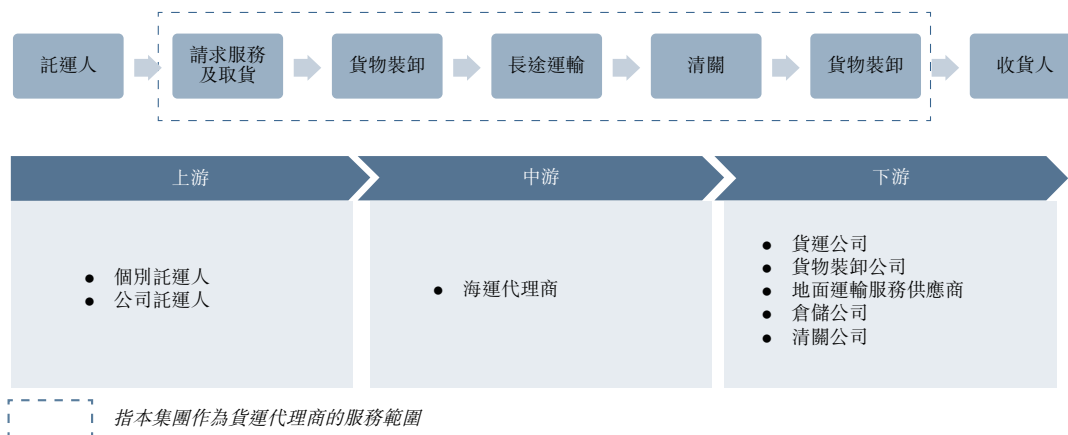 託運人
請求服務
及取貨
貨物裝卸
長途運輸
清關
貨物裝卸
收貨人
上游
中游
下游
● 個別託運人
● 公司託運人
● 海運代理商
● 貨運公司
● 貨物裝卸公司
● 地面運輸服務供應商
● 倉儲公司
● 清關公司
指本集團作為貨運代理商的服務範圍